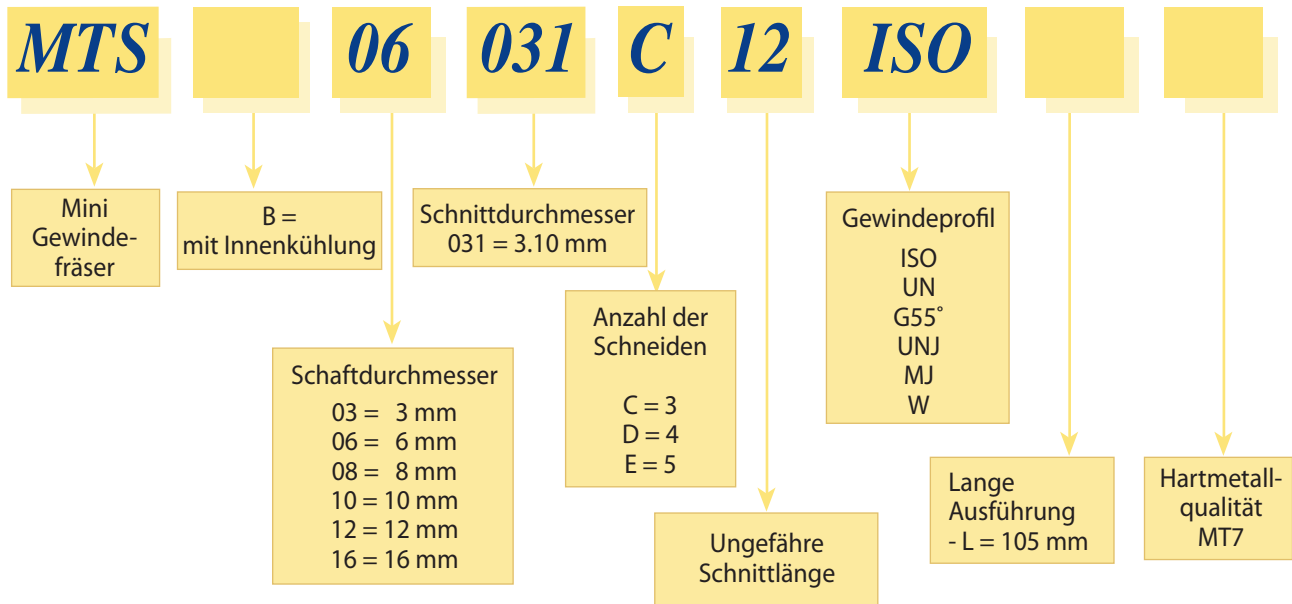 MTS 06 031 C 12 ISO
Mini
Gewinde-
fräser
B =
mit Innenkühlung
Schaftdurchmesser
03 = 3 mm
06 = 6 mm
08 = 8 mm
10 = 10 mm
12 = 12 mm
16 = 16 mm
Schnittdurchmesser
031 = 3.10 mm
Anzahl der
Schneiden
C = 3
D = 4
E = 5
Ungefähre
Schnittlänge
Gewindeprofil
ISO
UN
G55°
UNJ
MJ
W
Lange
Ausführung
- L = 105 mm
Hartmetall-
qualität
MT7